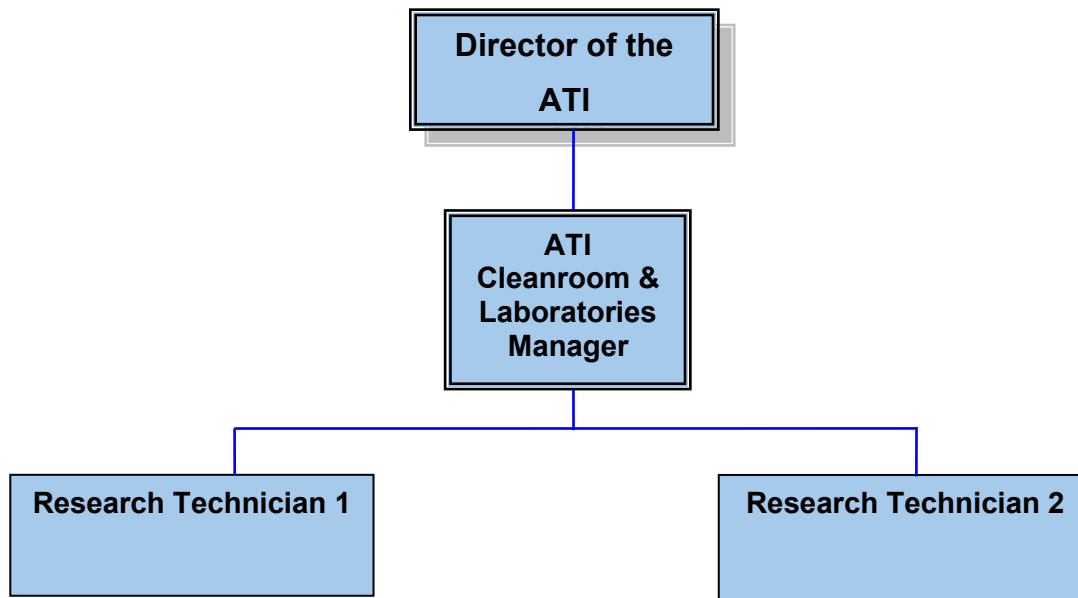 Director of the
ATI
ATI
Cleanroom &
Laboratories
Manager
Research Technician 1
Research Technician 2